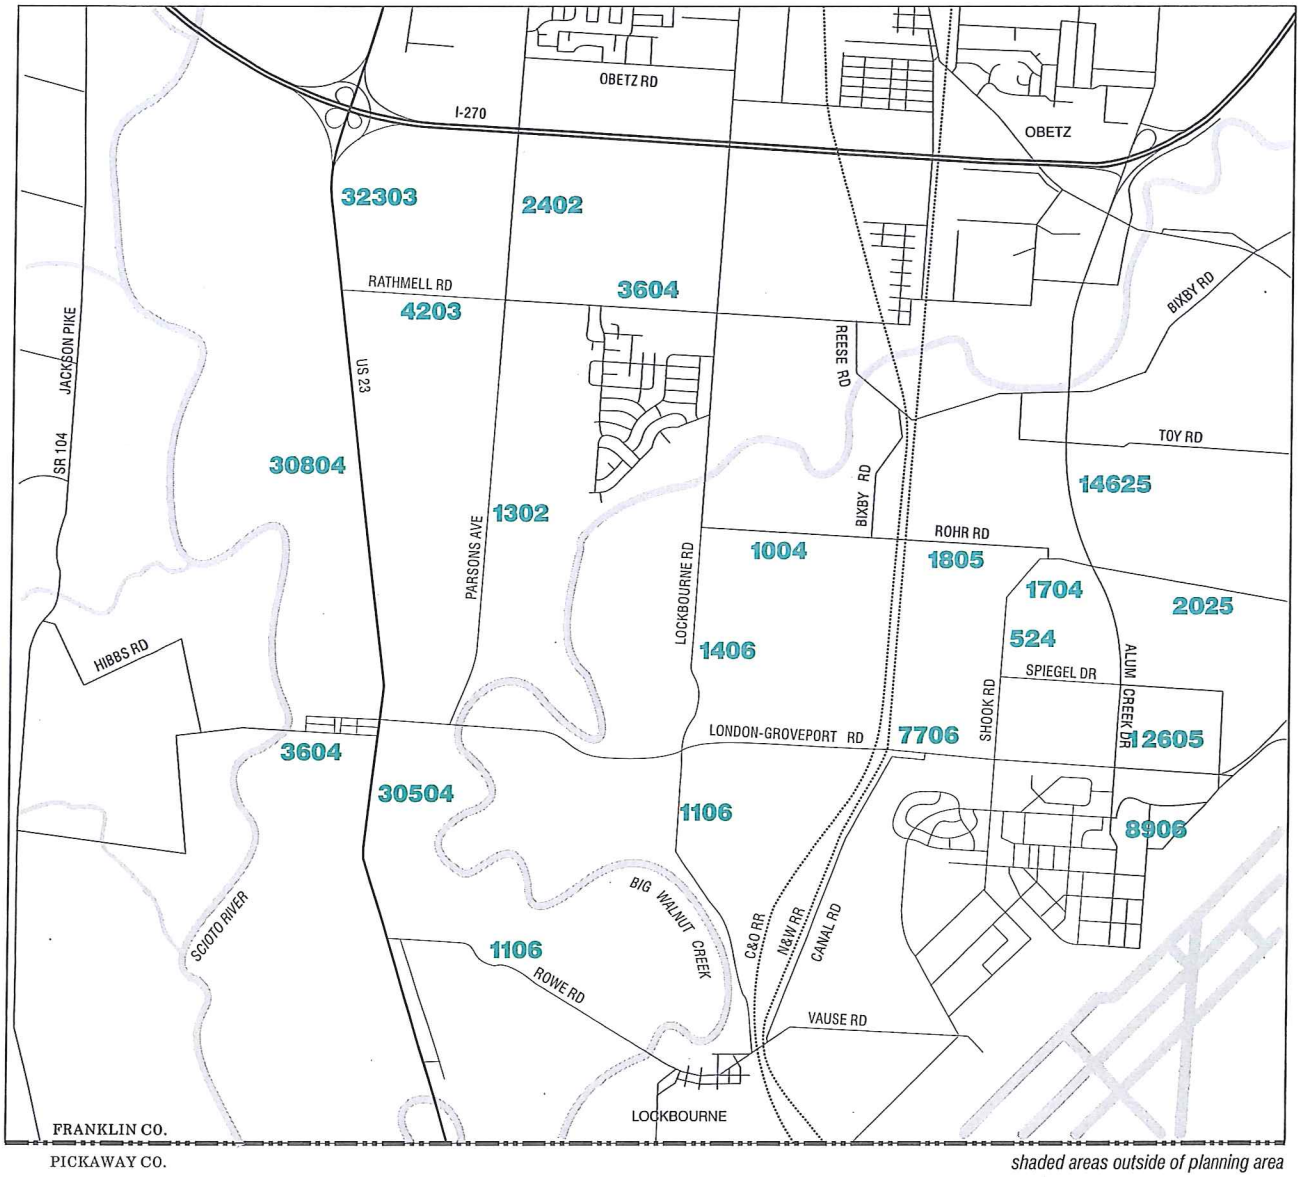 OBETZ RD
I-270
OBETZ
32303
2402
RATHMELL RD
3604
4203
BIXBY RD
JACKSON PIKE
US 23
REESE RD
SR 104
TOY RD
30804
14625
BIXBY RD
1302
PARSONS AVE
ROHR RD
1004
1805
LOCKBOURNE RD
1704
2025
524
HIBBS RD
1406
SPIEGEL DR
ALUM CREEK DR
SHOOK RD
LONDON-GROVEPORT RD
7706
12605
3604
30504
1106
8906
BIG WALNUT CREEK
SCIOTO RIVER
C&O RR
N&W RR
CANAL RD
1106
ROWE RD
VAUSE RD
LOCKBOURNE
FRANKLIN CO.
PICKAWAY CO.
shaded areas outside of planning area